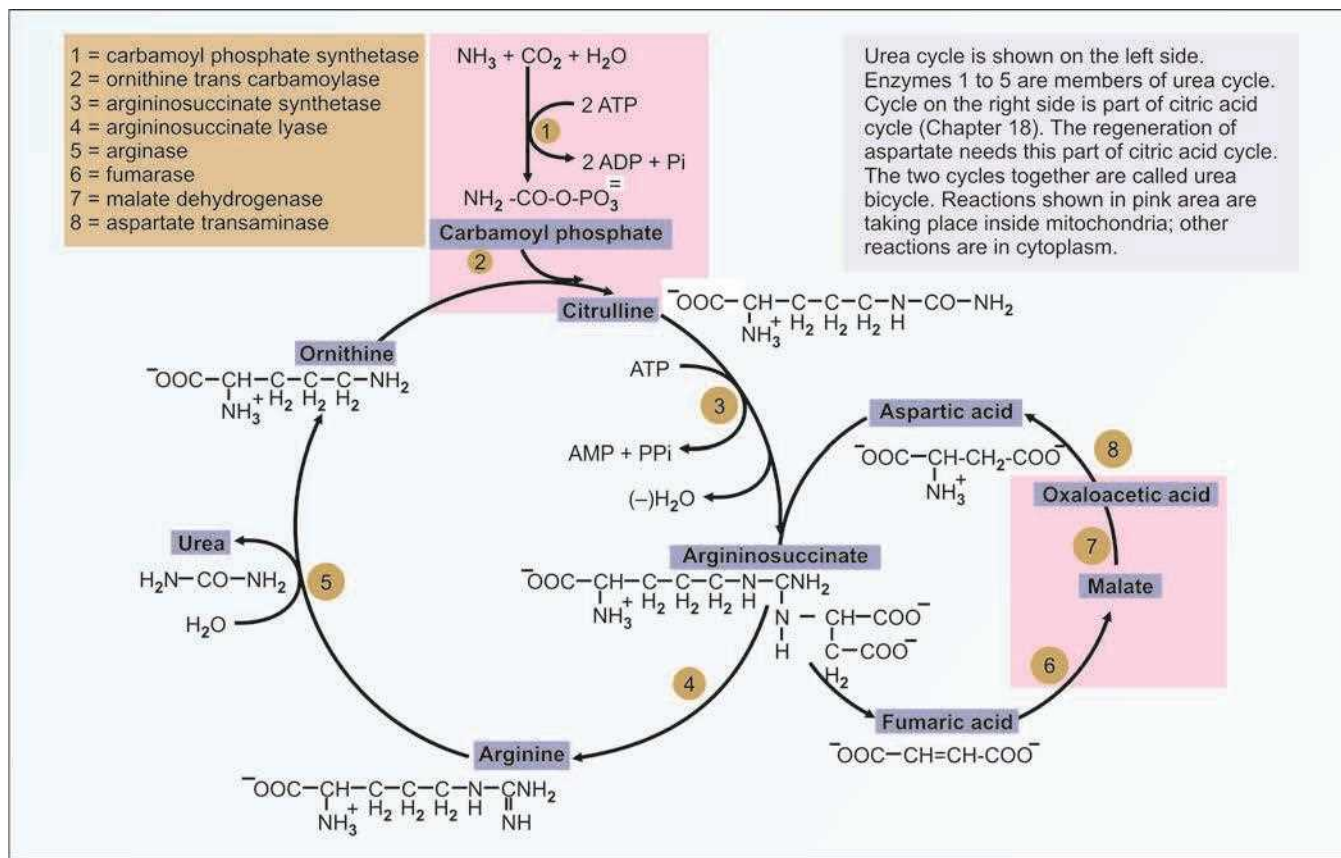 1 = carbamoyl phosphate synthetase
2 = ornithine trans carbamoylase
3 = argininosuccinate synthetase
4 = argininosuccinate lyase
5 = arginase
6 = fumarase
7 = malate dehydrogenase
8 = aspartate transaminase
NH₃ + CO₂ + H₂O
2 ATP
1
2 ADP + Pi
NH₂ -CO-O-PO₃⁼
Carbamoyl phosphate
2
Urea cycle is shown on the left side.
Enzymes 1 to 5 are members of urea cycle.
Cycle on the right side is part of citric acid
cycle (Chapter 18). The regeneration of
aspartate needs this part of citric acid cycle.
The two cycles together are called urea
bicycle. Reactions shown in pink area are
taking place inside mitochondria; other
reactions are in cytoplasm.
Citrulline
⁻OOC–CH–C–C–C–N–CO–NH₂
NH₃⁺ H₂ H₂ H₂ H
Ornithine
⁻OOC–CH–C–C–C–NH₂
NH₃⁺ H₂ H₂ H₂
ATP
3
AMP + PPi
(–)H₂O
Aspartic acid
⁻OOC–CH-CH₂-COO⁻
NH₃⁺
8
Oxaloacetic acid
7
Malate
6
Urea
H₂N–CO–NH₂
H₂O
5
Argininosuccinate
⁻OOC–CH–C–C–C–N–CNH₂
NH₃⁺ H₂ H₂ H₂ H
N – CH–COO⁻
H C–COO⁻
H₂
4
Fumaric acid
⁻OOC–CH=CH-COO⁻
Arginine
⁻OOC–CH–C–C–C–N–C–NH₂
NH₃⁺ H₂ H₂ H₂ H NH